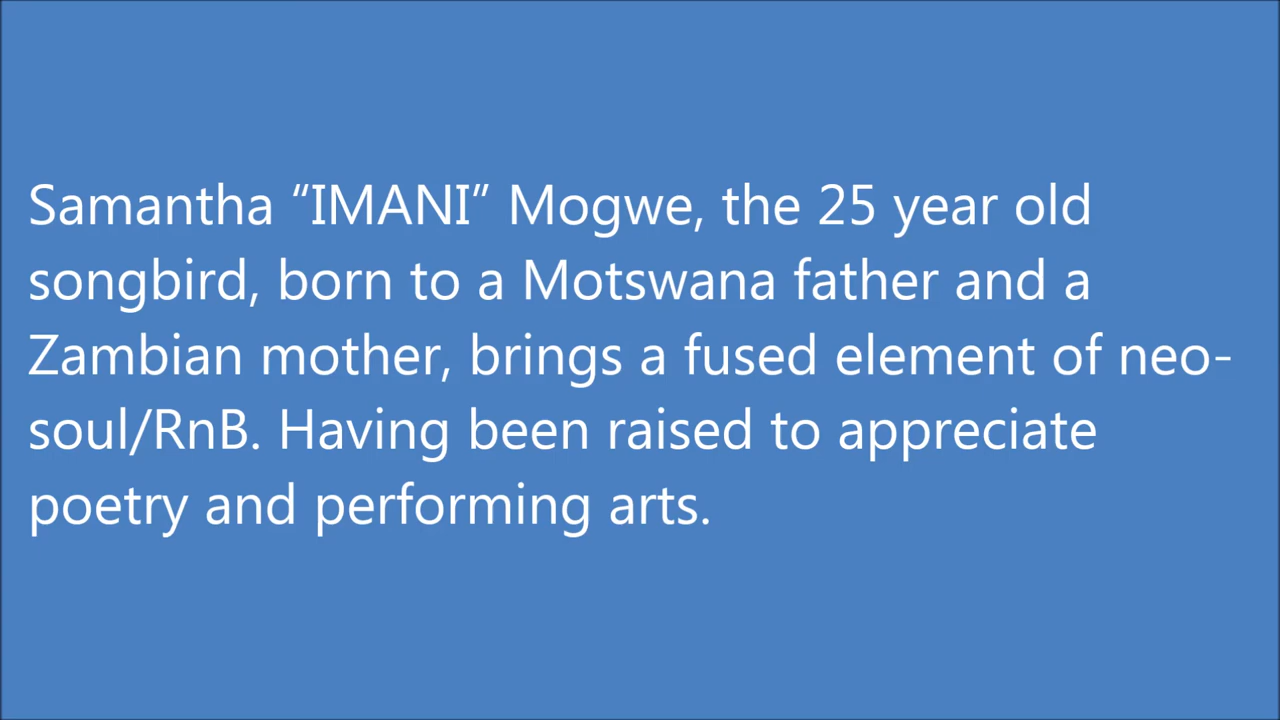 Samantha “IMANI” Mogwe, the 25 year old
songbird, born to a Motswana father and a
Zambian mother, brings a fused element of neo-
soul/RnB. Having been raised to appreciate
poetry and performing arts.